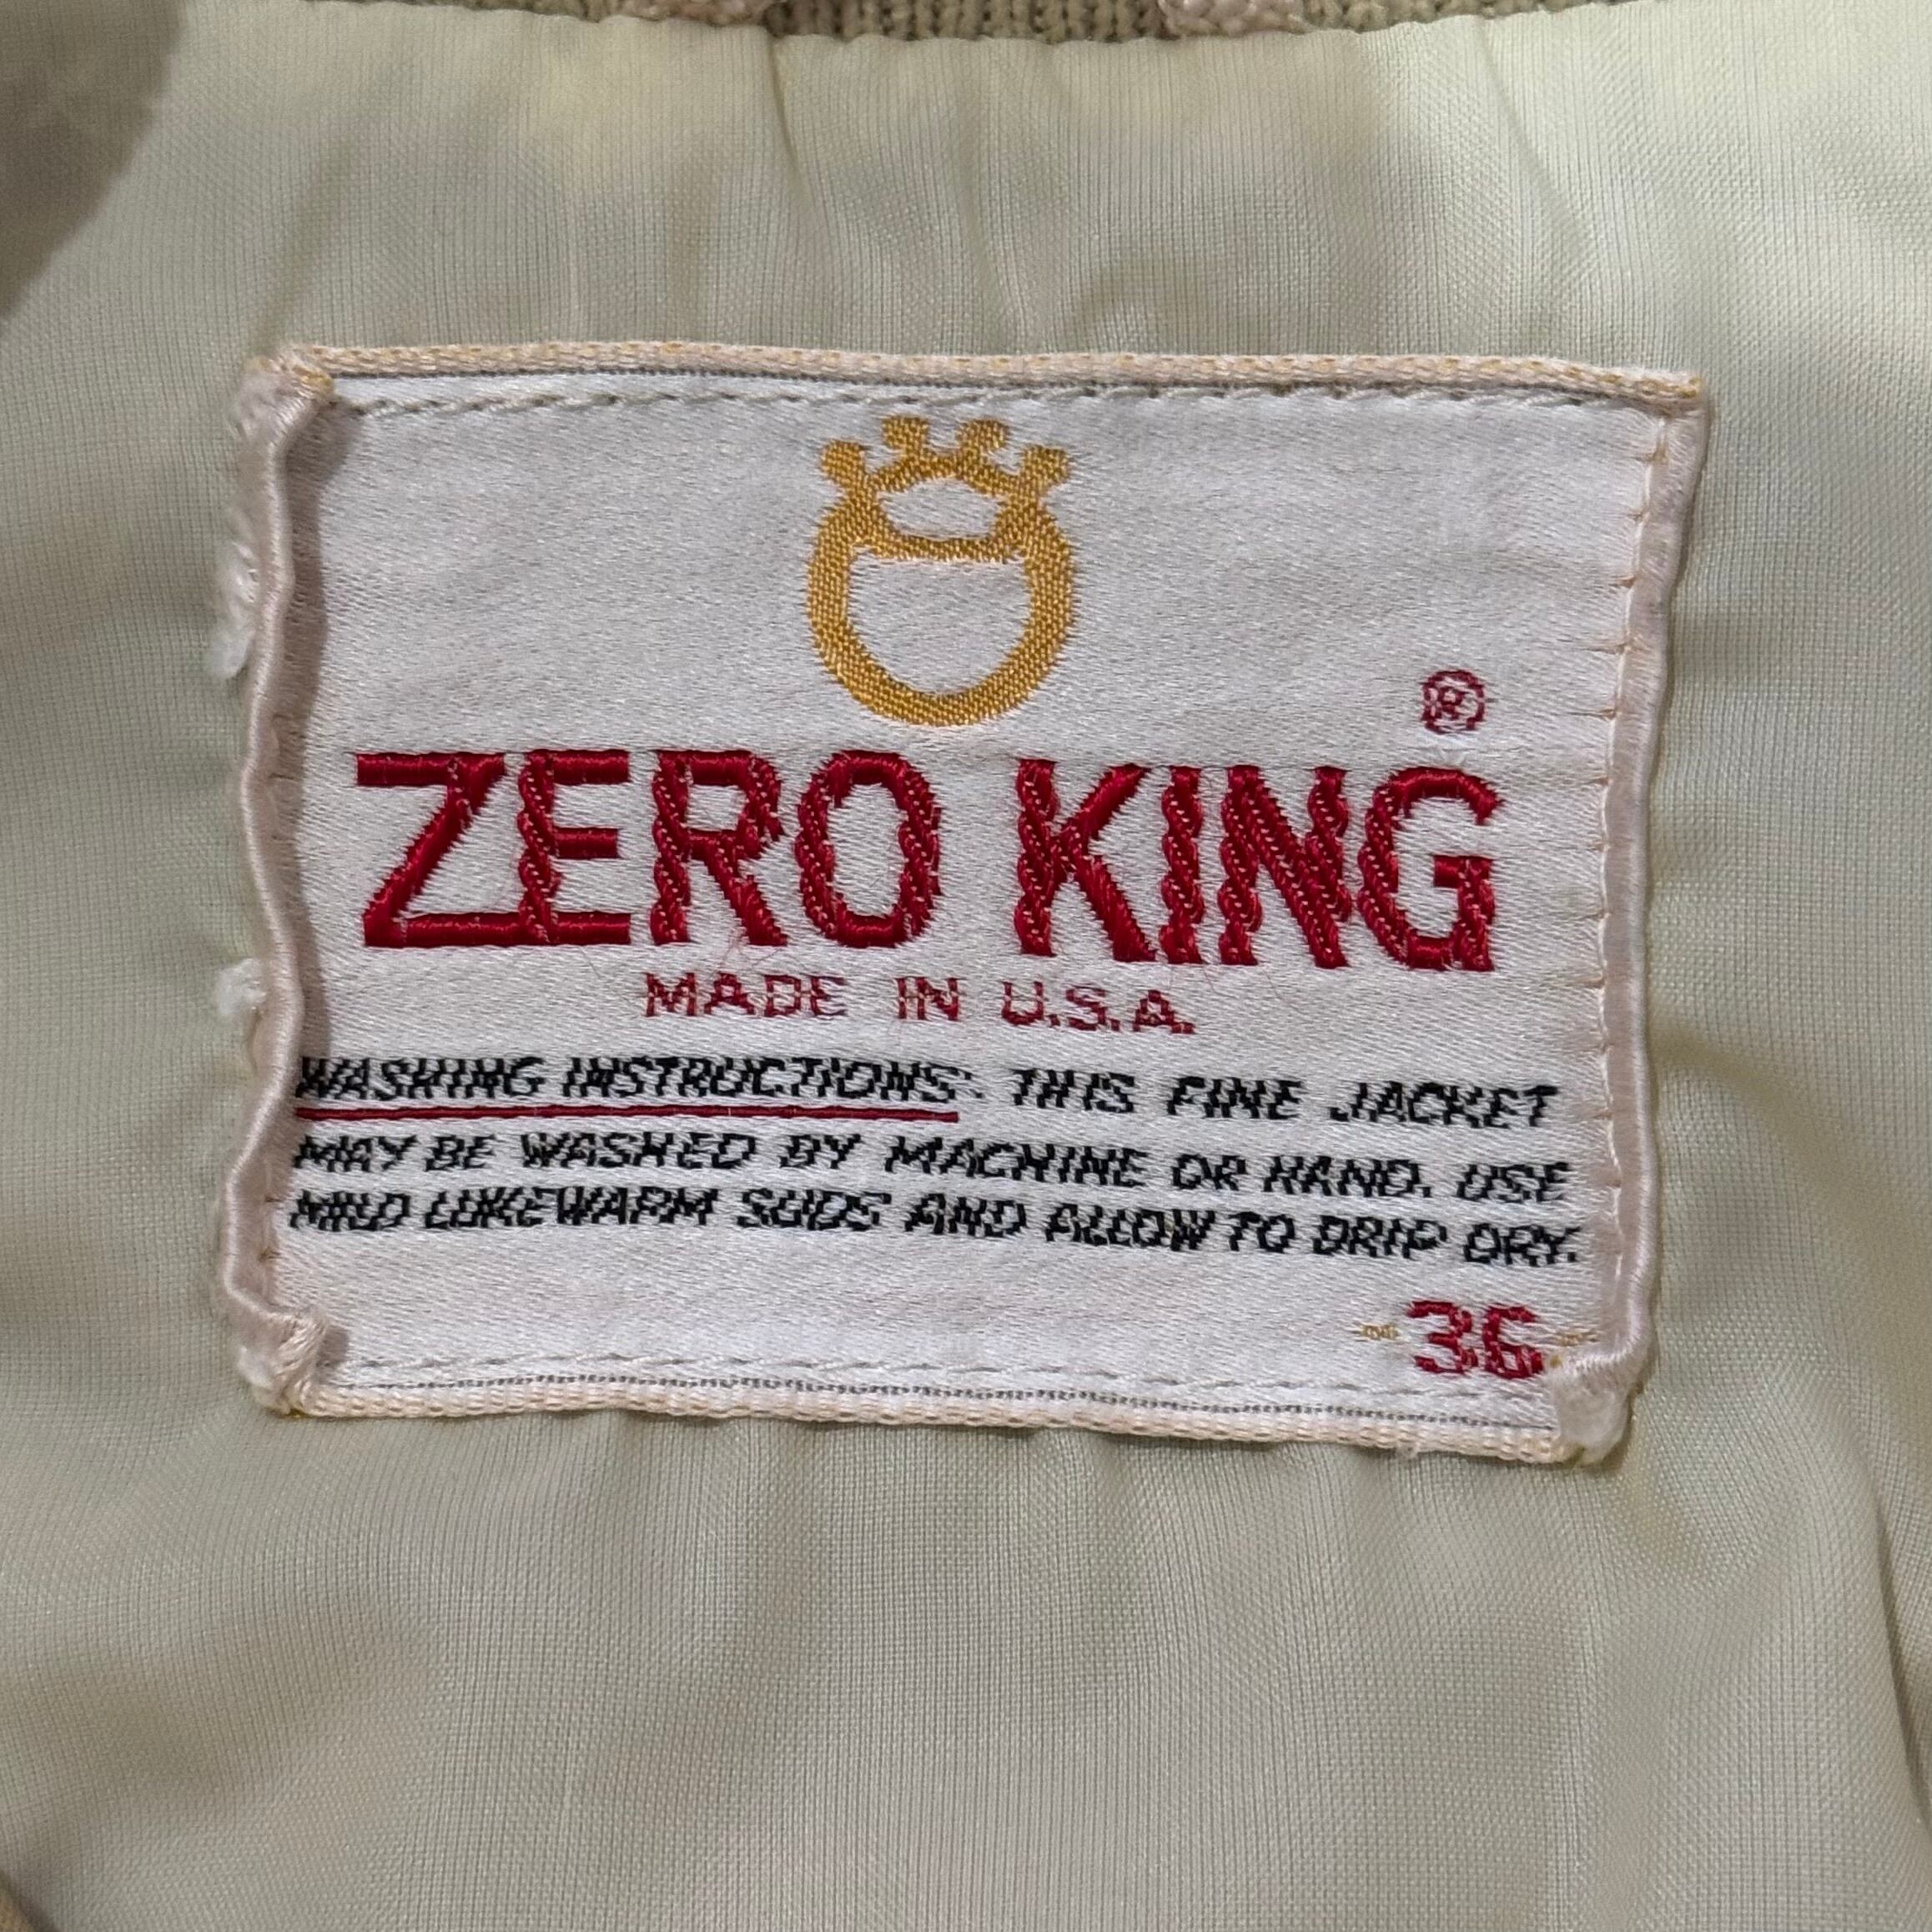 ®
ZERO KING
MADE IN U.S.A.
WASHING INSTRUCTIONS: THIS FINE JACKET
MAY BE WASHED BY MACHINE OR HAND. USE
MILD LUKEWARM SUDS AND ALLOW TO DRIP DRY.
36